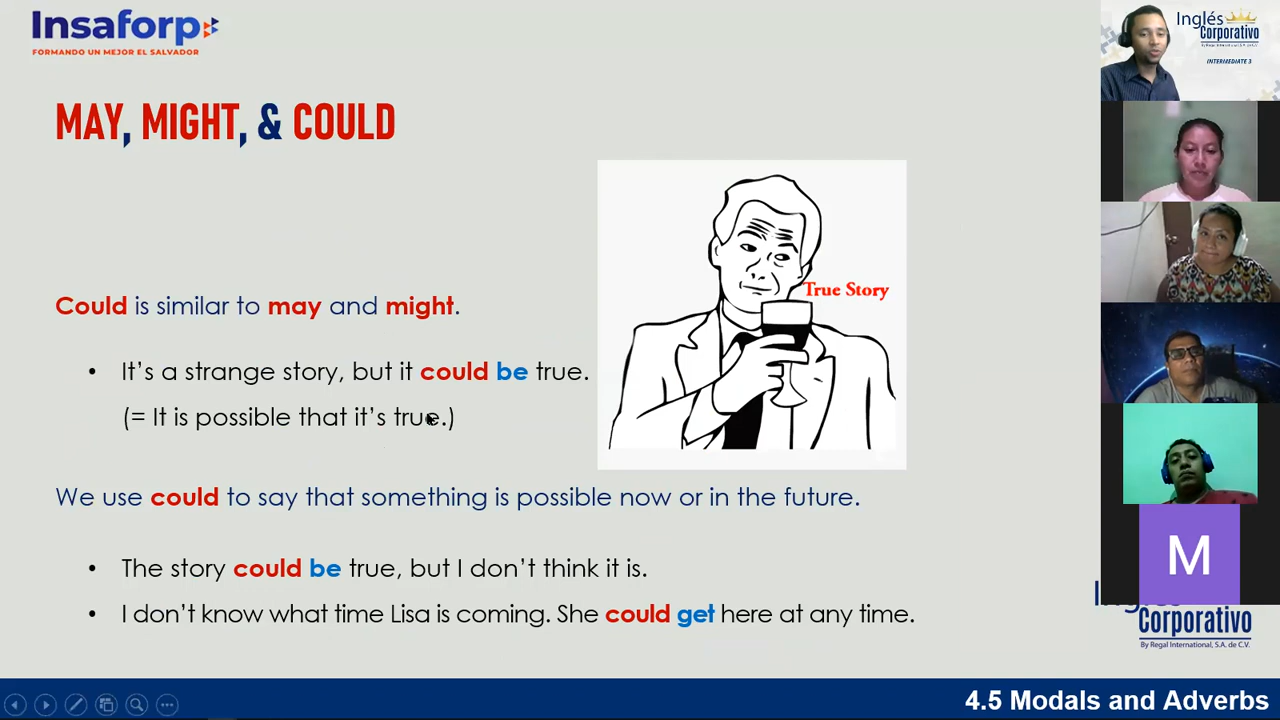 Insaforp
FORMANDO UN MEJOR EL SALVADOR
Inglés
Corporativo
By Regal International, S.A. de C.V.
INTERMEDIATE 3
MAY, MIGHT, & COULD
True Story
Could is similar to may and might.
• It's a strange story, but it could be true.
(= It is possible that it's true.)
We use could to say that something is possible now or in the future.
• The story could be true, but I don't think it is.
• I don't know what time Lisa is coming. She could get here at any time.
M
Corporativo
By Regal International, S.A. de C.V.
4.5 Modals and Adverbs